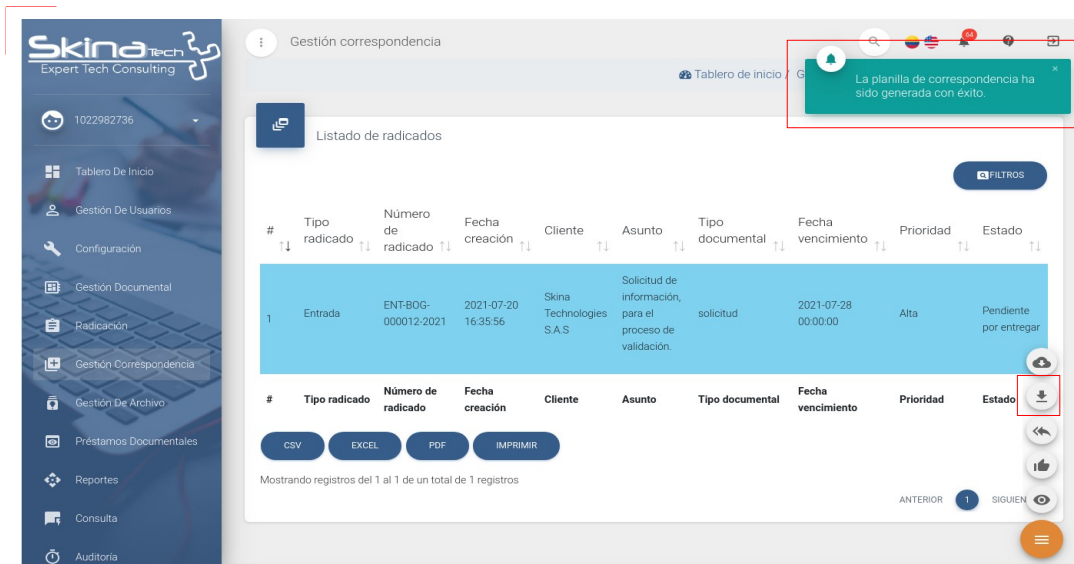 Skina Tech
Expert Tech Consulting
1022982736
Tablero De Inicio
Gestión De Usuarios
Configuración
Gestión Documental
Radicación
Gestión Correspondencia
Gestión De Archivo
Préstamos Documentales
Reportes
Consulta
Auditoría
Gestión correspondencia
64
Tablero de inicio / G
La planilla de correspondencia ha
sido generada con éxito.
×
Listado de radicados
FILTROS
# Tipo radicado Número de radicado Fecha creación Cliente Asunto Tipo documental Fecha vencimiento Prioridad Estado
1 Entrada ENT-BOG-000012-2021 2021-07-20 16:35:56 Skina Technologies S.A.S Solicitud de información, para el proceso de validación. solicitud 2021-07-28 00:00:00 Alta Pendiente por entregar
# Tipo radicado Número de radicado Fecha creación Cliente Asunto Tipo documental Fecha vencimiento Prioridad Estado
CSV EXCEL PDF IMPRIMIR
Mostrando registros del 1 al 1 de un total de 1 registros
ANTERIOR 1 SIGUIEN